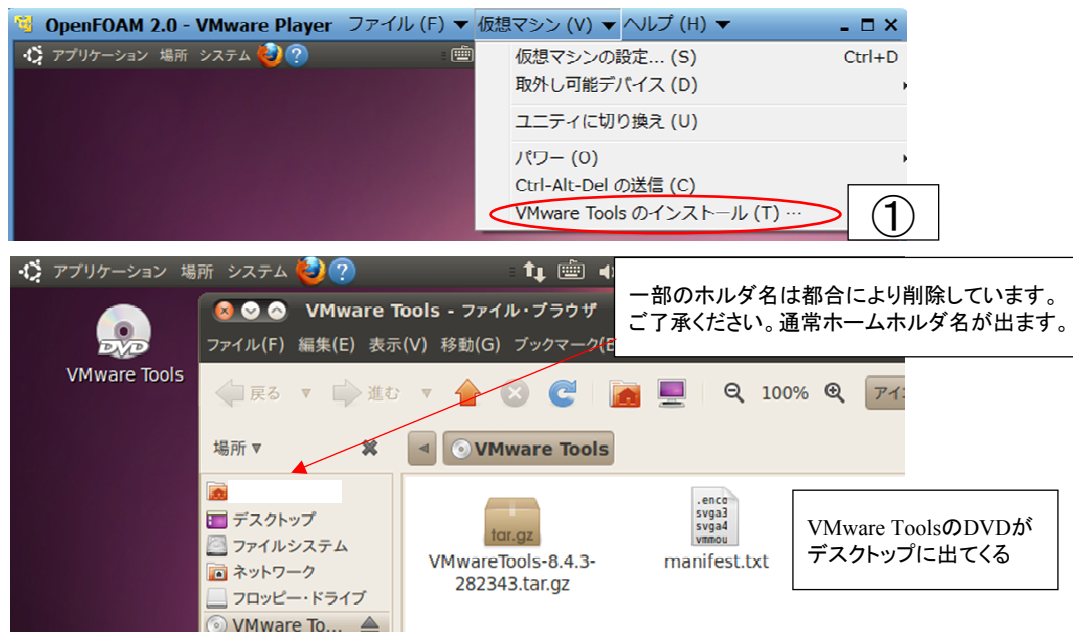 OpenFOAM 2.0 - VMware Player ファイル (F) ▼ 仮想マシン (V) ▼ ヘルプ (H) ▼
アプリケーション 場所 システム
仮想マシンの設定... (S) Ctrl+D
取外し可能デバイス (D)
ユニティに切り換え (U)
パワー (O)
Ctrl-Alt-Del の送信 (C)
VMware Tools のインストール (T) …
①
アプリケーション 場所 システム
一部のホルダ名は都合により削除しています。
ご了承ください。通常ホームホルダ名が出ます。
VMware Tools - ファイル・ブラウザ
ファイル(F) 編集(E) 表示(V) 移動(G) ブックマーク(B
DVD
VMware Tools
戻る ▼ 進む ▼ 100%
場所 ▼
VMware Tools
デスクトップ
ファイルシステム
ネットワーク
フロッピー・ドライブ
VMware To...
tar.gz
VMwareTools-8.4.3-
282343.tar.gz
.enco
svga3
svga4
vmmou
manifest.txt
VMware ToolsのDVDが
デスクトップに出てくる